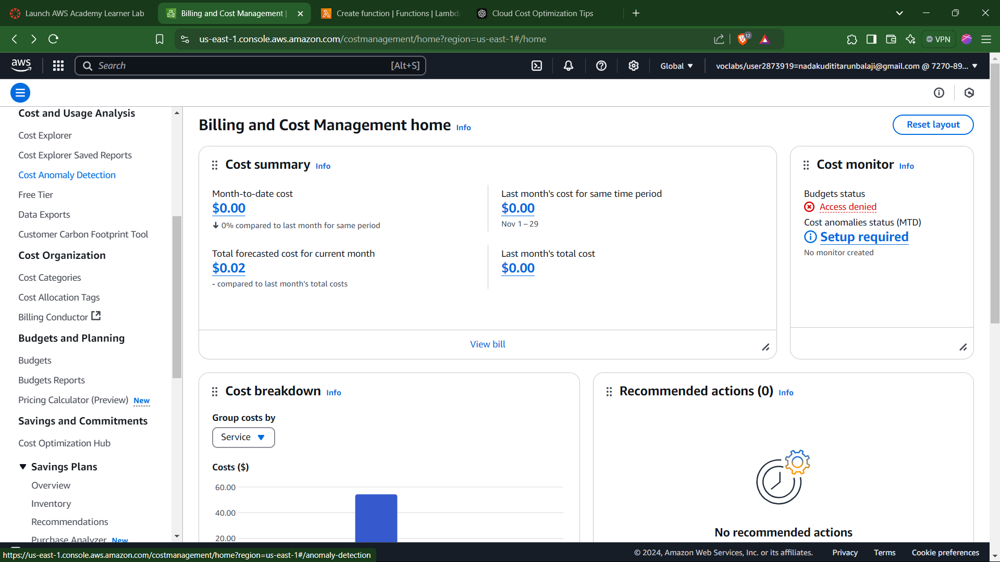 Launch AWS Academy Learner Lab
Billing and Cost Management |
Create function | Functions | Lambda
Cloud Cost Optimization Tips
us-east-1.console.aws.amazon.com/costmanagement/home?region=us-east-1#/home
12
VPN
aws
Search
[Alt+S]
Global
voclabs/user2873919=nadakudititarunbalaji@gmail.com @ 7270-89...
Cost and Usage Analysis
Cost Explorer
Cost Explorer Saved Reports
Cost Anomaly Detection
Free Tier
Data Exports
Customer Carbon Footprint Tool
Cost Organization
Cost Categories
Cost Allocation Tags
Billing Conductor
Budgets and Planning
Budgets
Budgets Reports
Pricing Calculator (Preview) New
Savings and Commitments
Cost Optimization Hub
Savings Plans
Overview
Inventory
Recommendations
Purchase Analyzer New
Billing and Cost Management home Info
Reset layout
Cost summary Info
Month-to-date cost
$0.00
0% compared to last month for same period
Last month's cost for same time period
$0.00
Nov 1 – 29
Total forecasted cost for current month
$0.02
- compared to last month's total costs
Last month's total cost
$0.00
View bill
Cost monitor Info
Budgets status
Access denied
Cost anomalies status (MTD)
Setup required
No monitor created
Cost breakdown Info
Group costs by
Service
Costs ($)
60.00
40.00
20.00
Recommended actions (0) Info
No recommended actions
https://us-east-1.console.aws.amazon.com/costmanagement/home?region=us-east-1#/anomaly-detection
© 2024, Amazon Web Services, Inc. or its affiliates.
Privacy
Terms
Cookie preferences